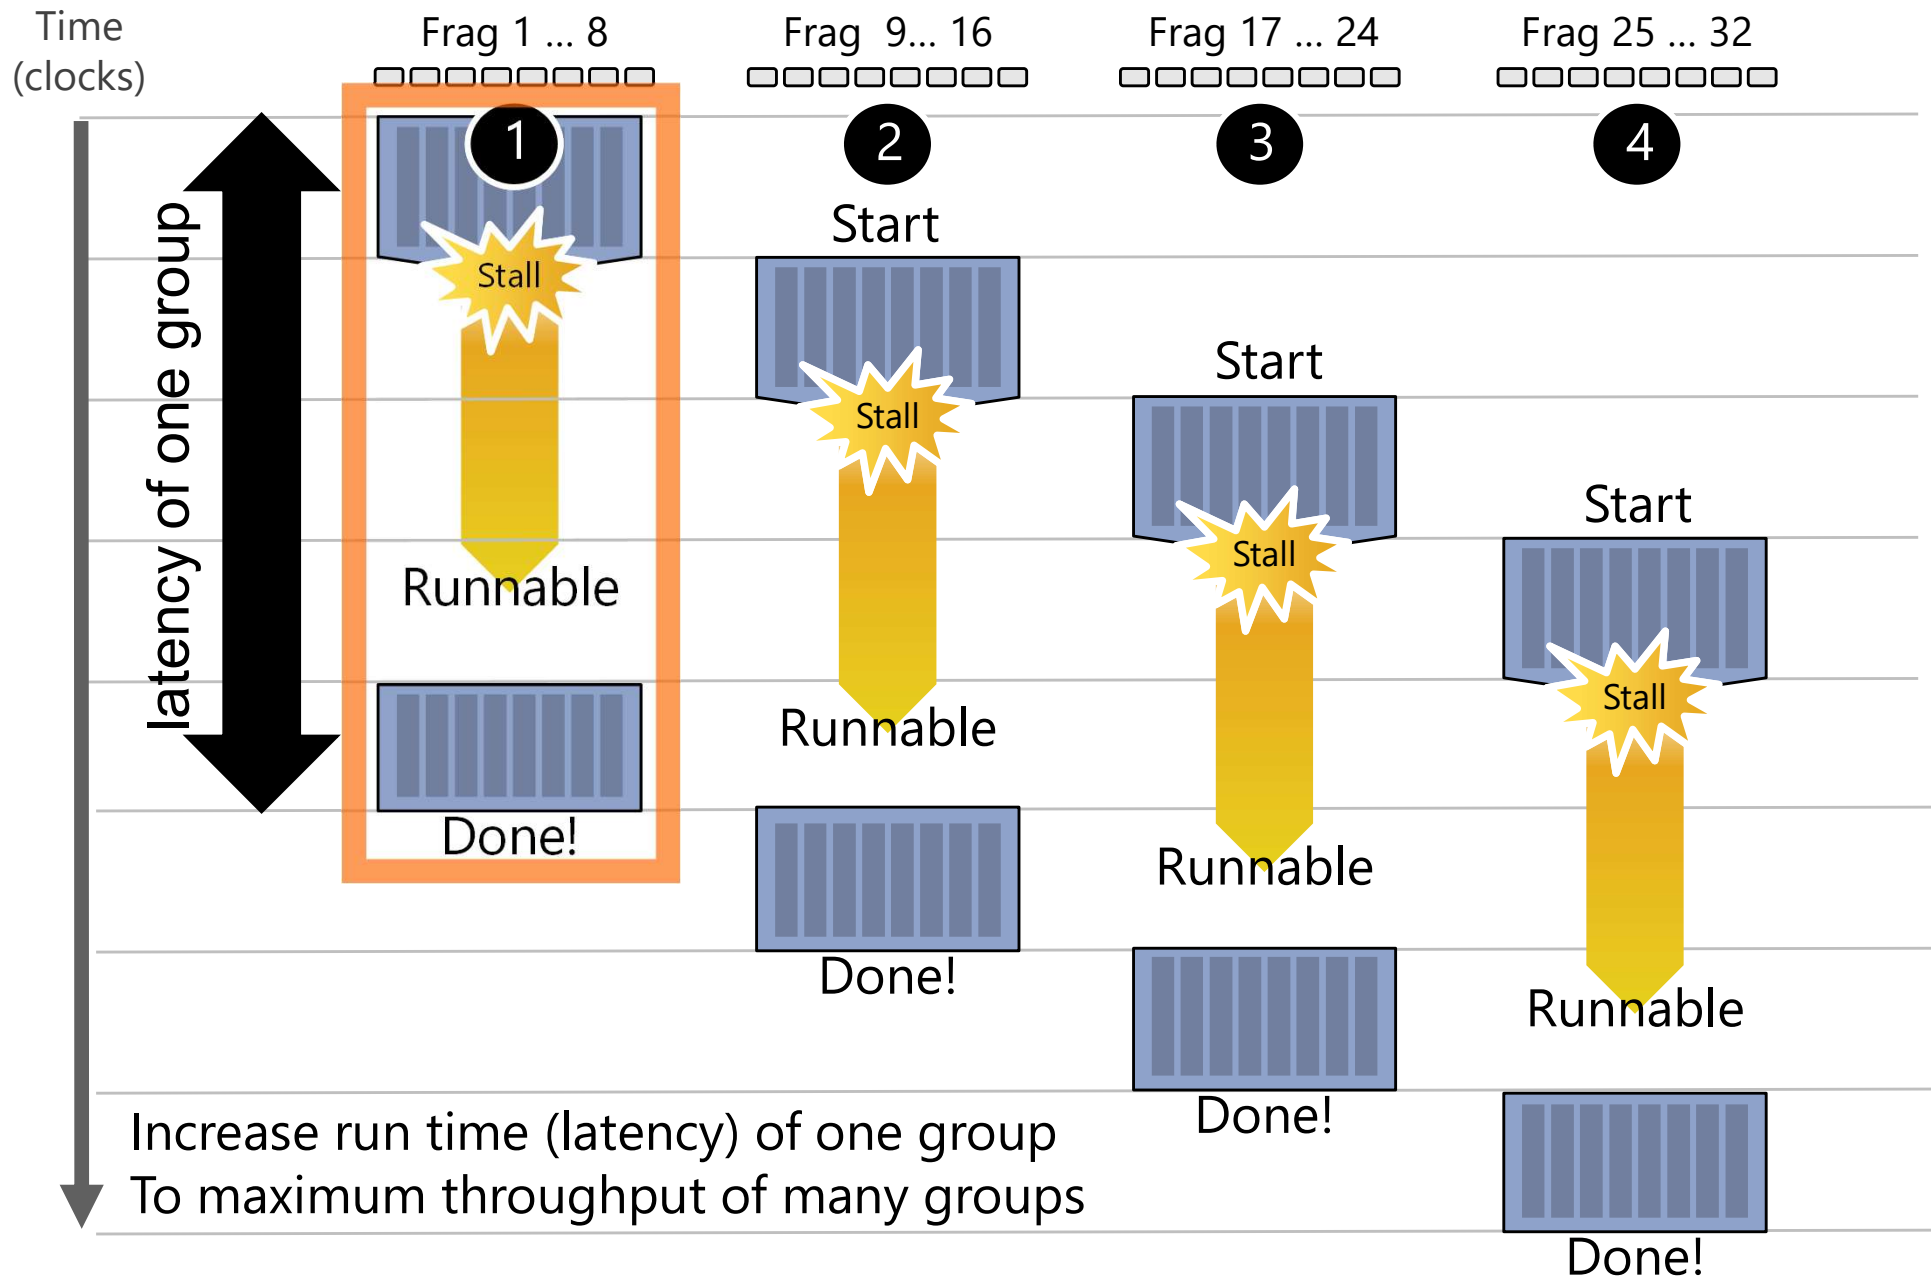 Time
(clocks)
Frag 1 ... 8
Frag 9... 16
Frag 17 ... 24
Frag 25 ... 32
1
2
3
4
latency of one group
Stall
Runnable
Done!
Start
Stall
Runnable
Done!
Start
Stall
Runnable
Done!
Start
Stall
Runnable
Done!
Increase run time (latency) of one group
To maximum throughput of many groups